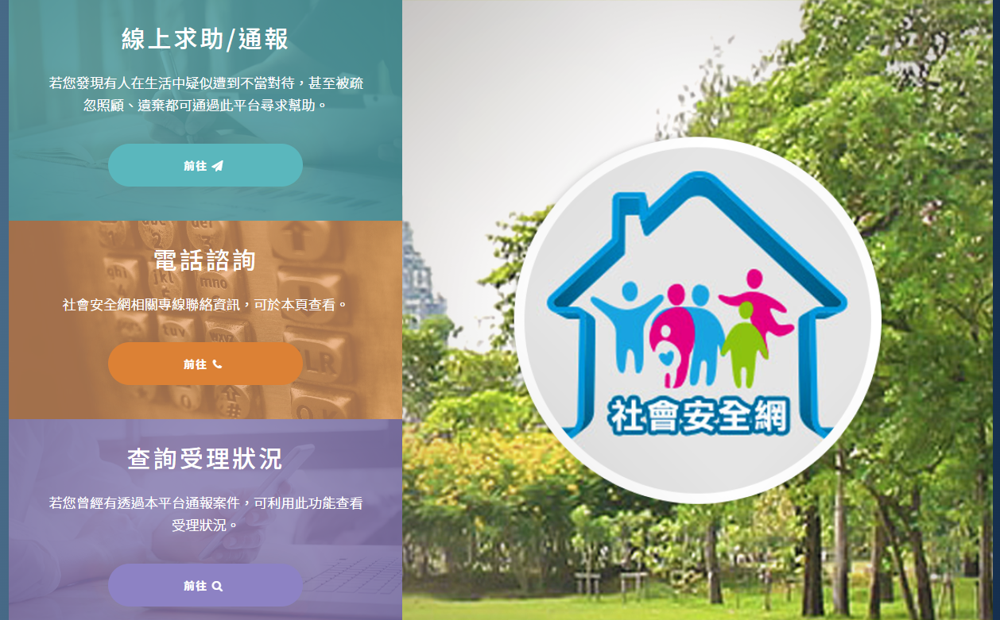 線上求助/通報
若您發現有人在生活中疑似遭到不當對待，甚至被疏
忽照顧、遺棄都可通過此平台尋求幫助。
前往
電話諮詢
社會安全網相關專線聯絡資訊，可於本頁查看。
前往
查詢受理狀況
若您曾經有透過本平台通報案件，可利用此功能查看
受理狀況。
前往
社會安全網